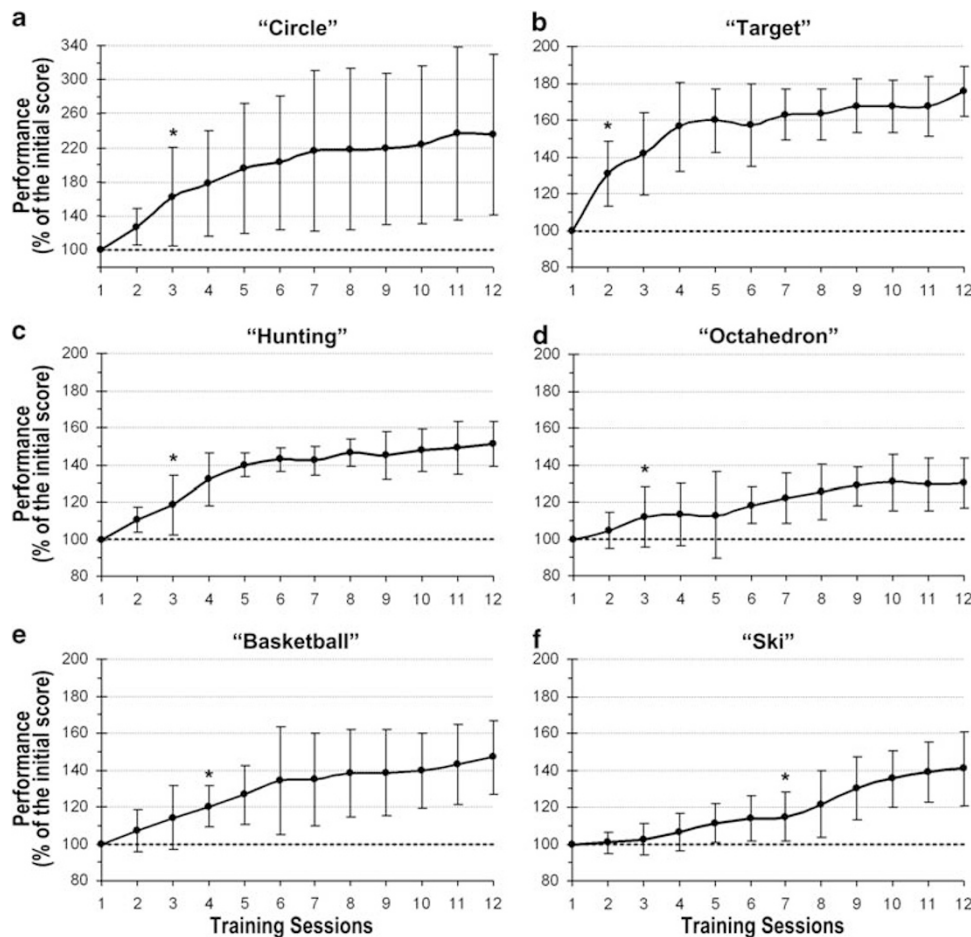 a
“Circle”
Performance
(% of the initial score)
340
300
260
220
180
140
100
*
1 2 3 4 5 6 7 8 9 10 11 12
b
“Target”
200
180
160
140
120
100
80
*
1 2 3 4 5 6 7 8 9 10 11 12
c
“Hunting”
Performance
(% of the initial score)
200
180
160
140
120
100
80
*
1 2 3 4 5 6 7 8 9 10 11 12
d
“Octahedron”
200
180
160
140
120
100
80
*
1 2 3 4 5 6 7 8 9 10 11 12
e
“Basketball”
Performance
(% of the initial score)
200
180
160
140
120
100
80
*
1 2 3 4 5 6 7 8 9 10 11 12
Training Sessions
f
“Ski”
200
180
160
140
120
100
80
*
1 2 3 4 5 6 7 8 9 10 11 12
Training Sessions